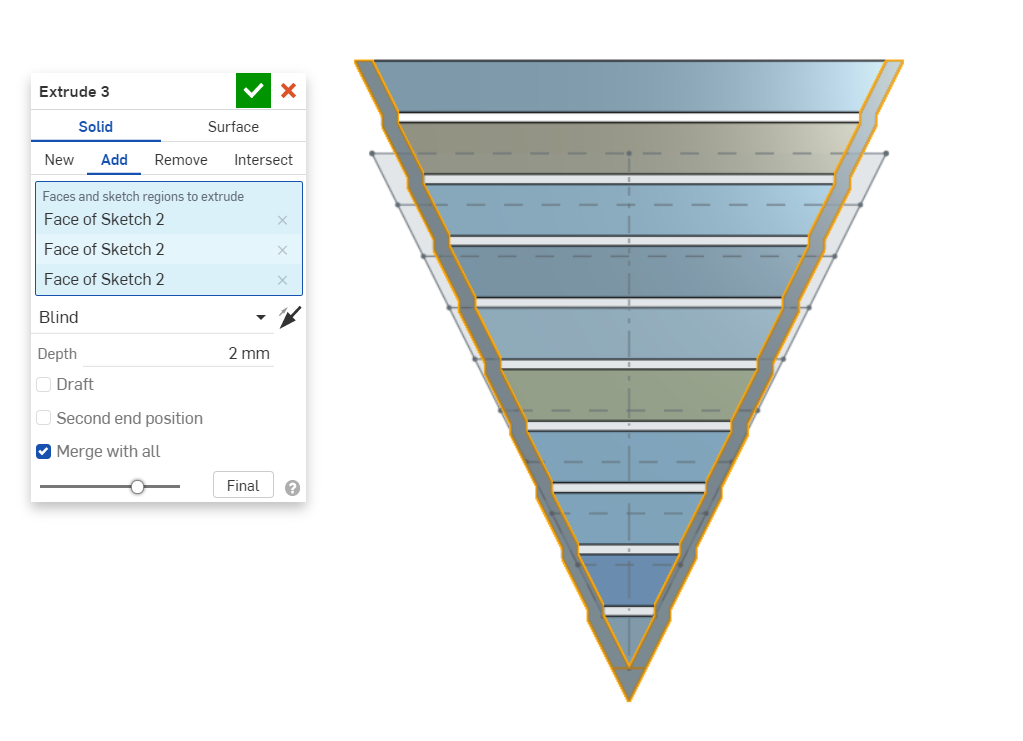 Extrude 3
Solid Surface
New Add Remove Intersect
Faces and sketch regions to extrude
Face of Sketch 2
Face of Sketch 2
Face of Sketch 2
Blind
Depth 2 mm
Draft
Second end position
Merge with all
Final ?